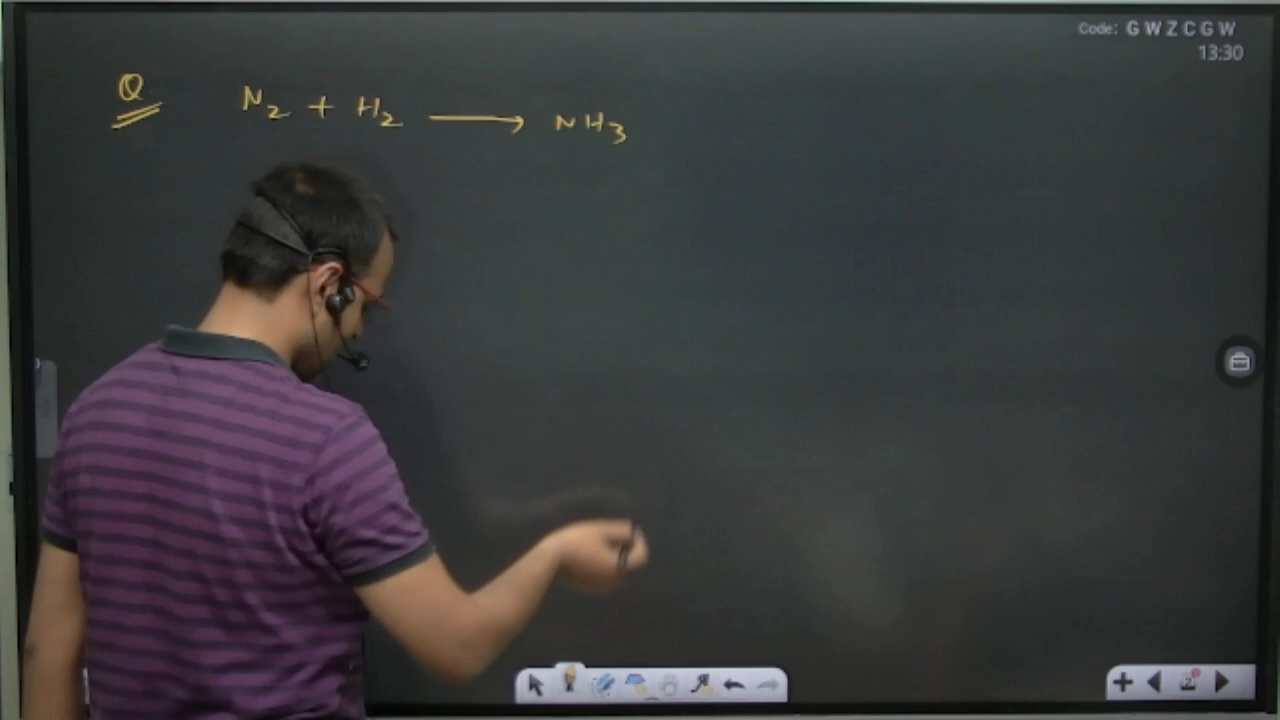 Code: G W Z C G W
13:30
Q N₂ + H₂ ⟶ NH₃